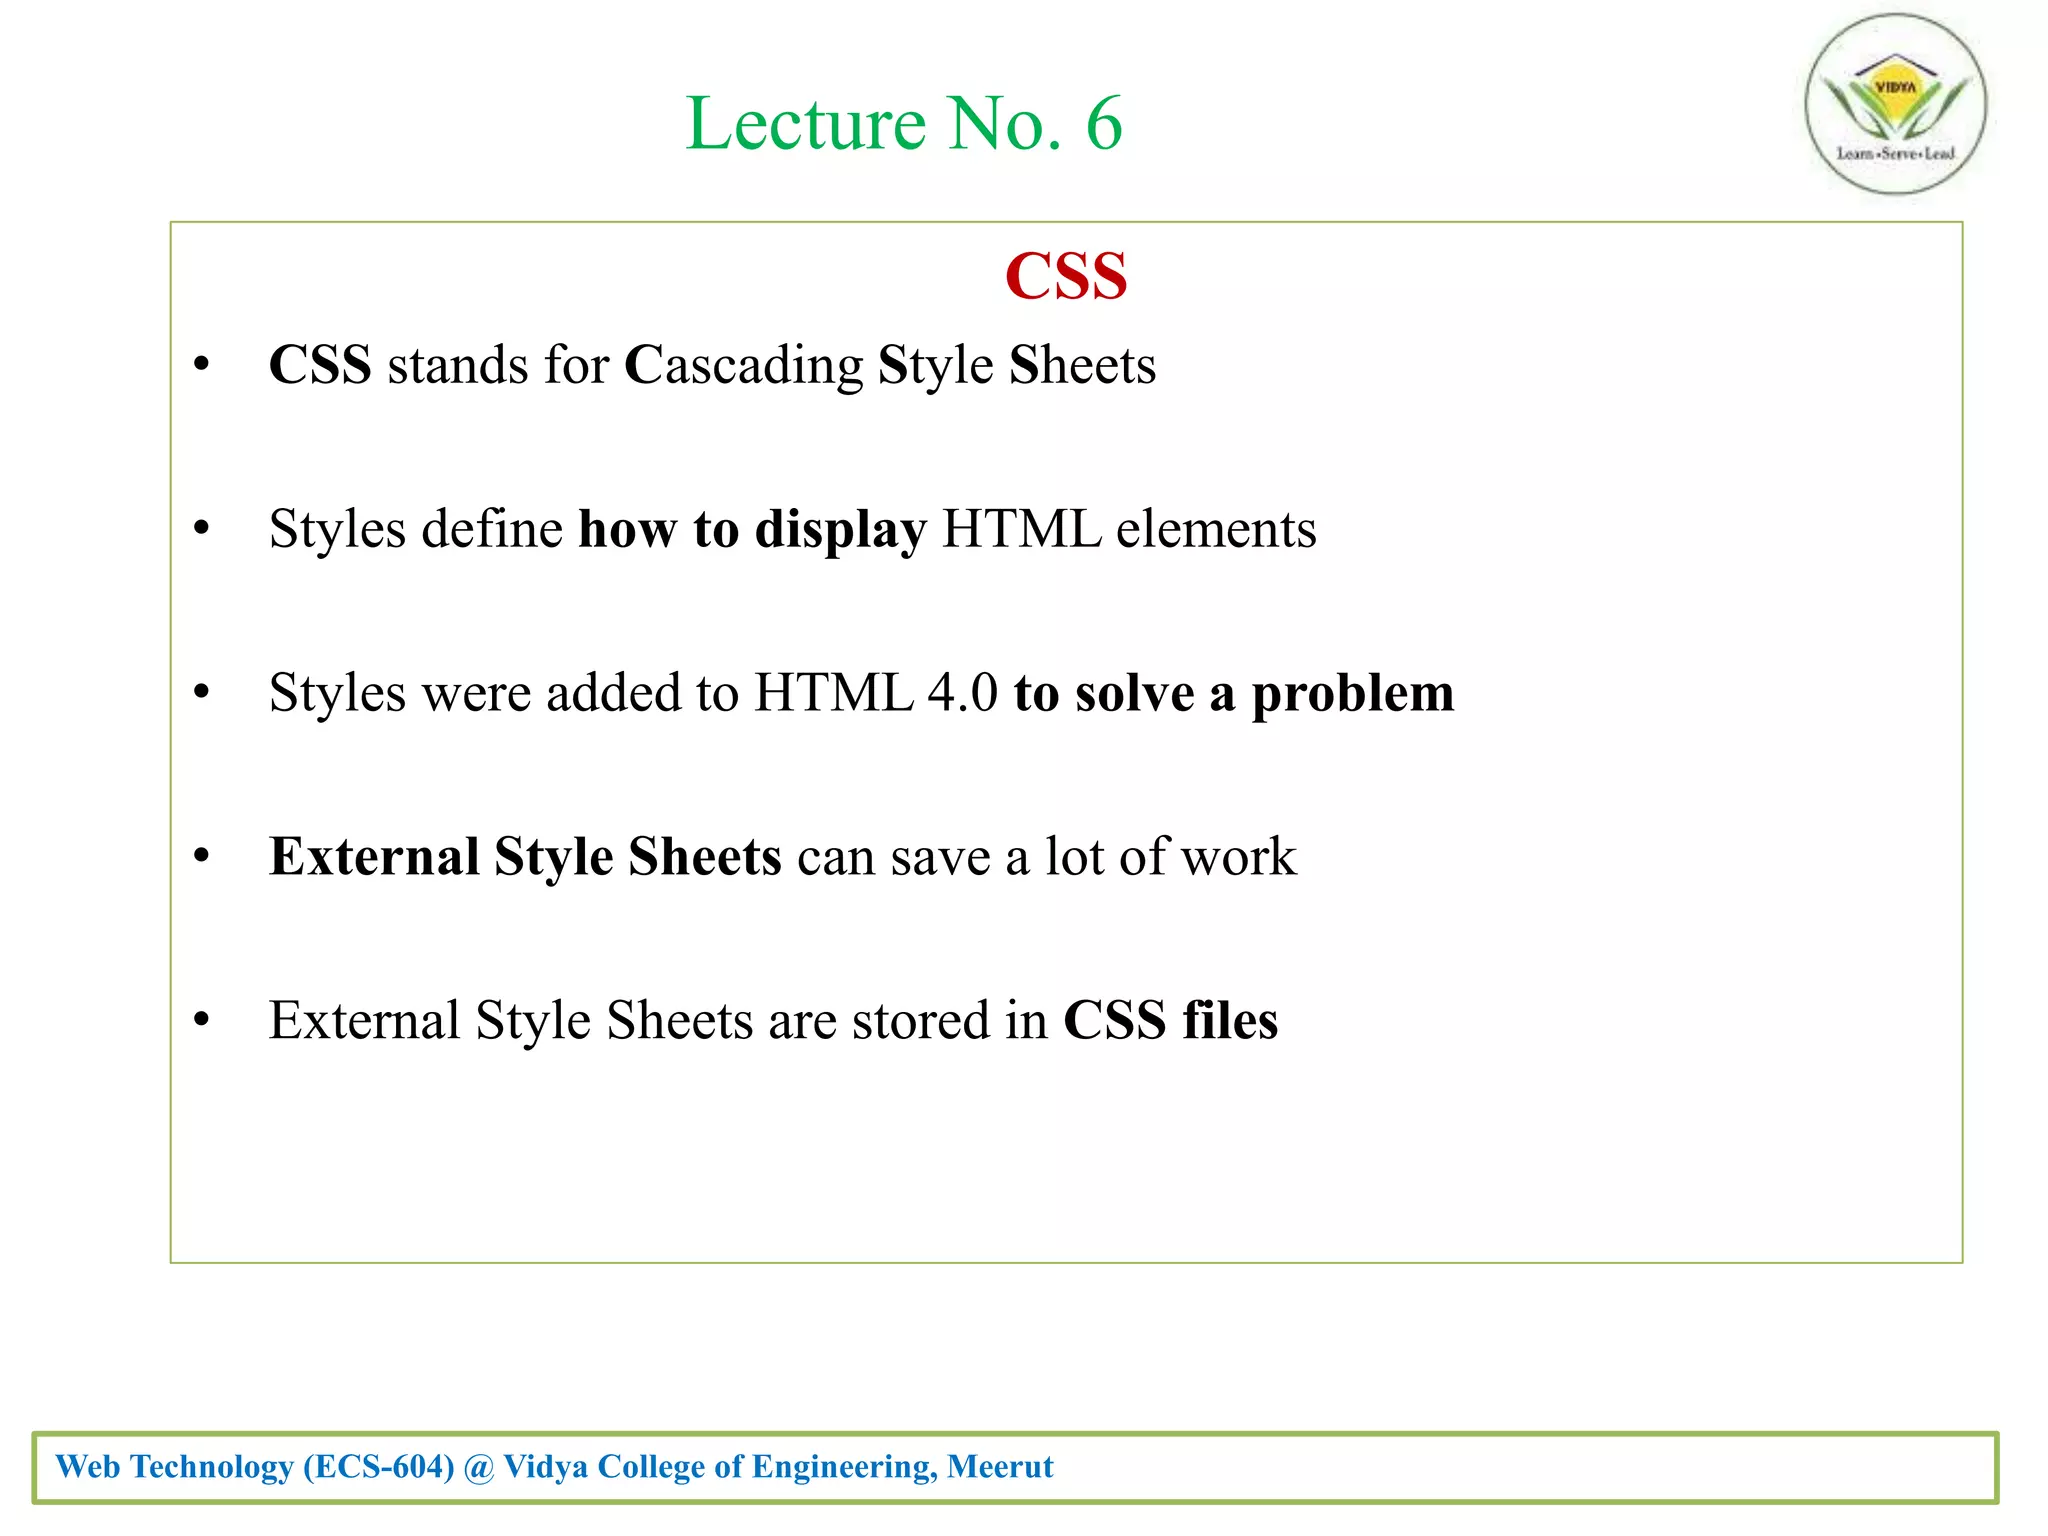 Lecture No. 6
VIDYA
Learn•Serve•Lead
CSS
• CSS stands for Cascading Style Sheets
• Styles define how to display HTML elements
• Styles were added to HTML 4.0 to solve a problem
• External Style Sheets can save a lot of work
• External Style Sheets are stored in CSS files
Web Technology (ECS-604) @ Vidya College of Engineering, Meerut